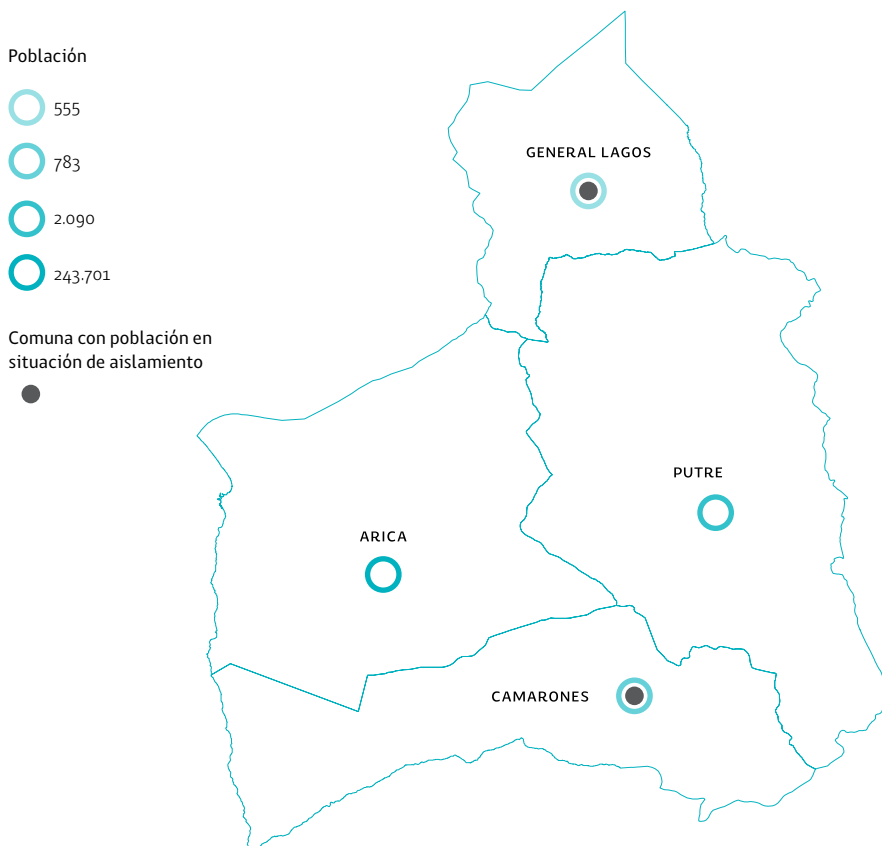 Población
555
783
2.090
243.701
Comuna con población en
situación de aislamiento
GENERAL LAGOS
PUTRE
ARICA
CAMARONES